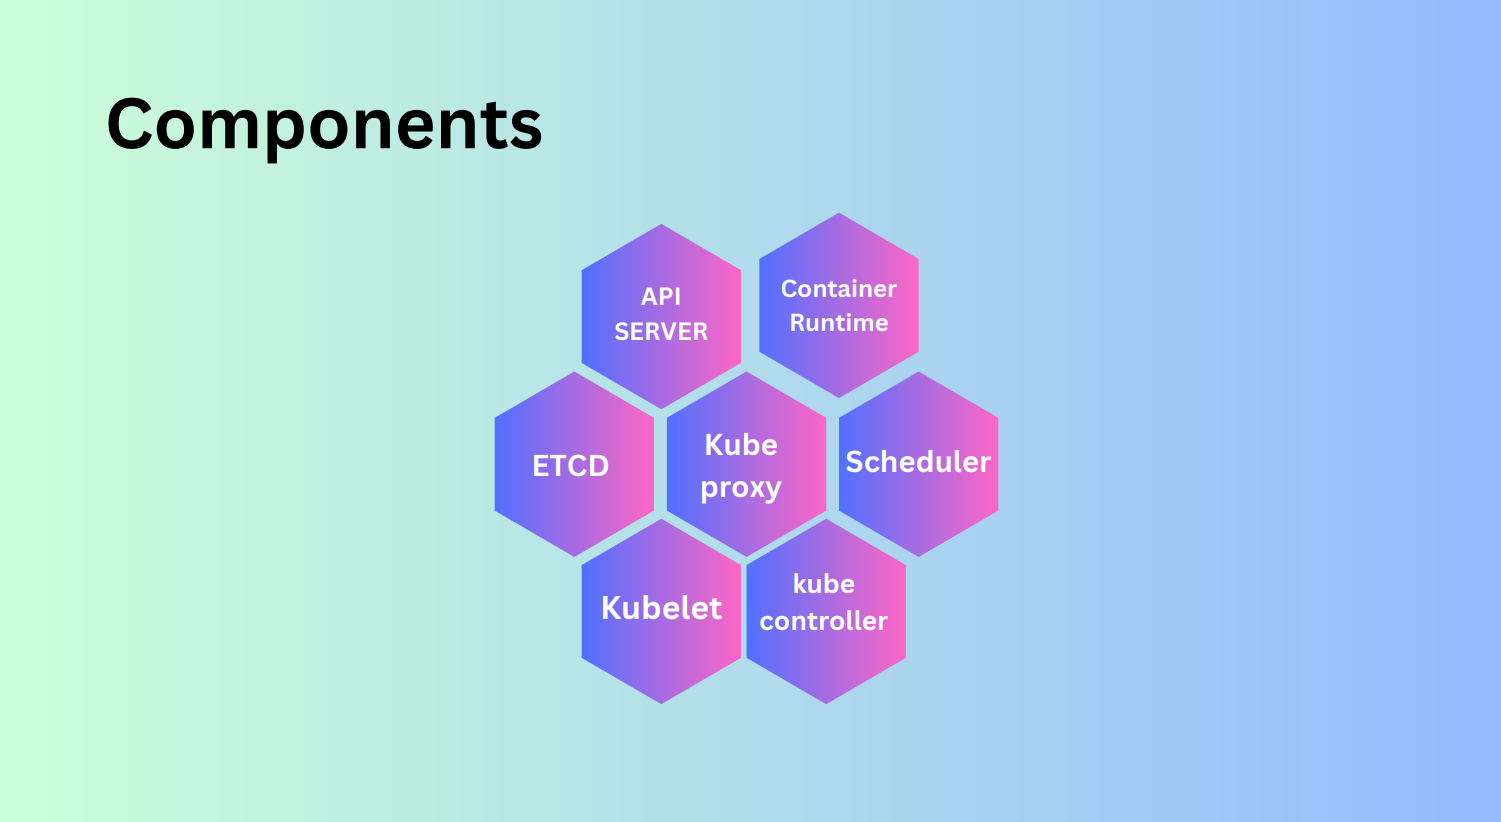 Components
API
SERVER
Container
Runtime
ETCD
Kube
proxy
Scheduler
Kubelet
kube
controller